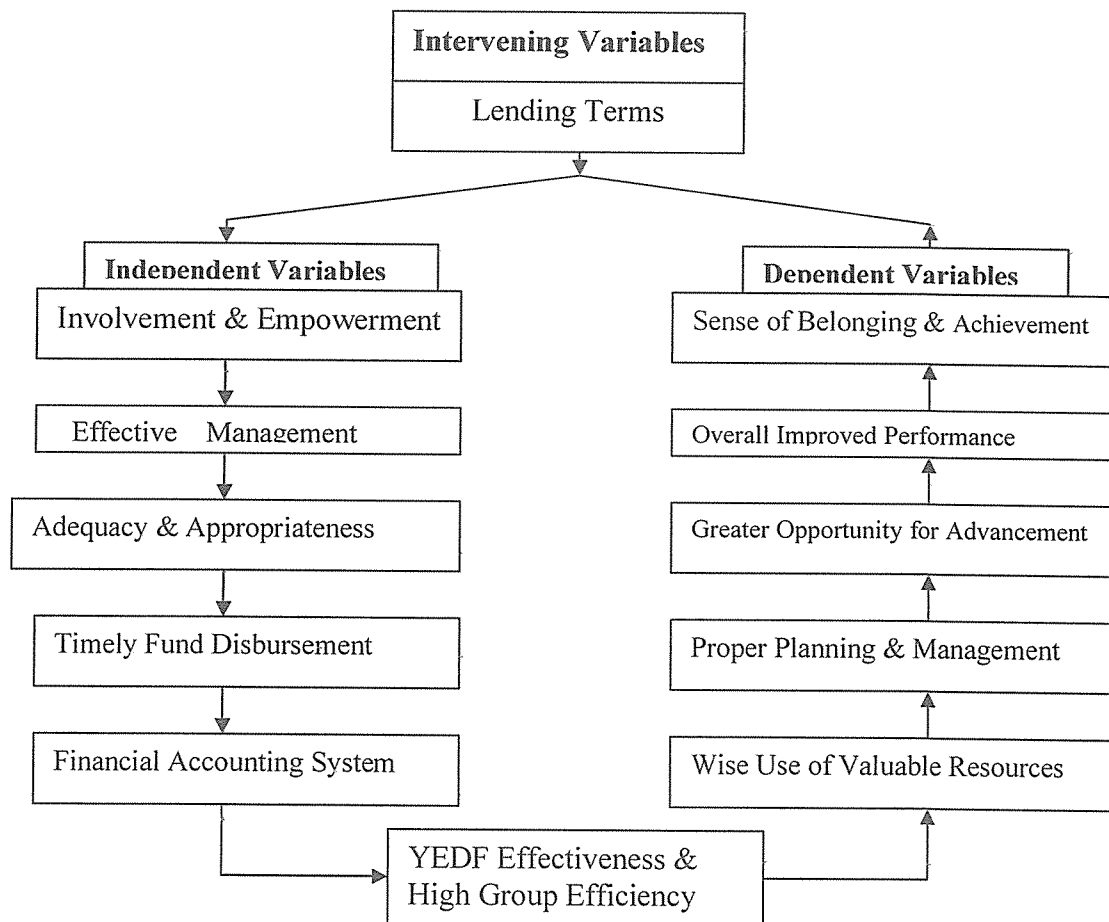 Intervening Variables
Lending Terms
Independent Variables
Involvement & Empowerment
Effective Management
Adequacy & Appropriateness
Timely Fund Disbursement
Financial Accounting System
YEDF Effectiveness &
High Group Efficiency
Dependent Variables
Sense of Belonging & Achievement
Overall Improved Performance
Greater Opportunity for Advancement
Proper Planning & Management
Wise Use of Valuable Resources